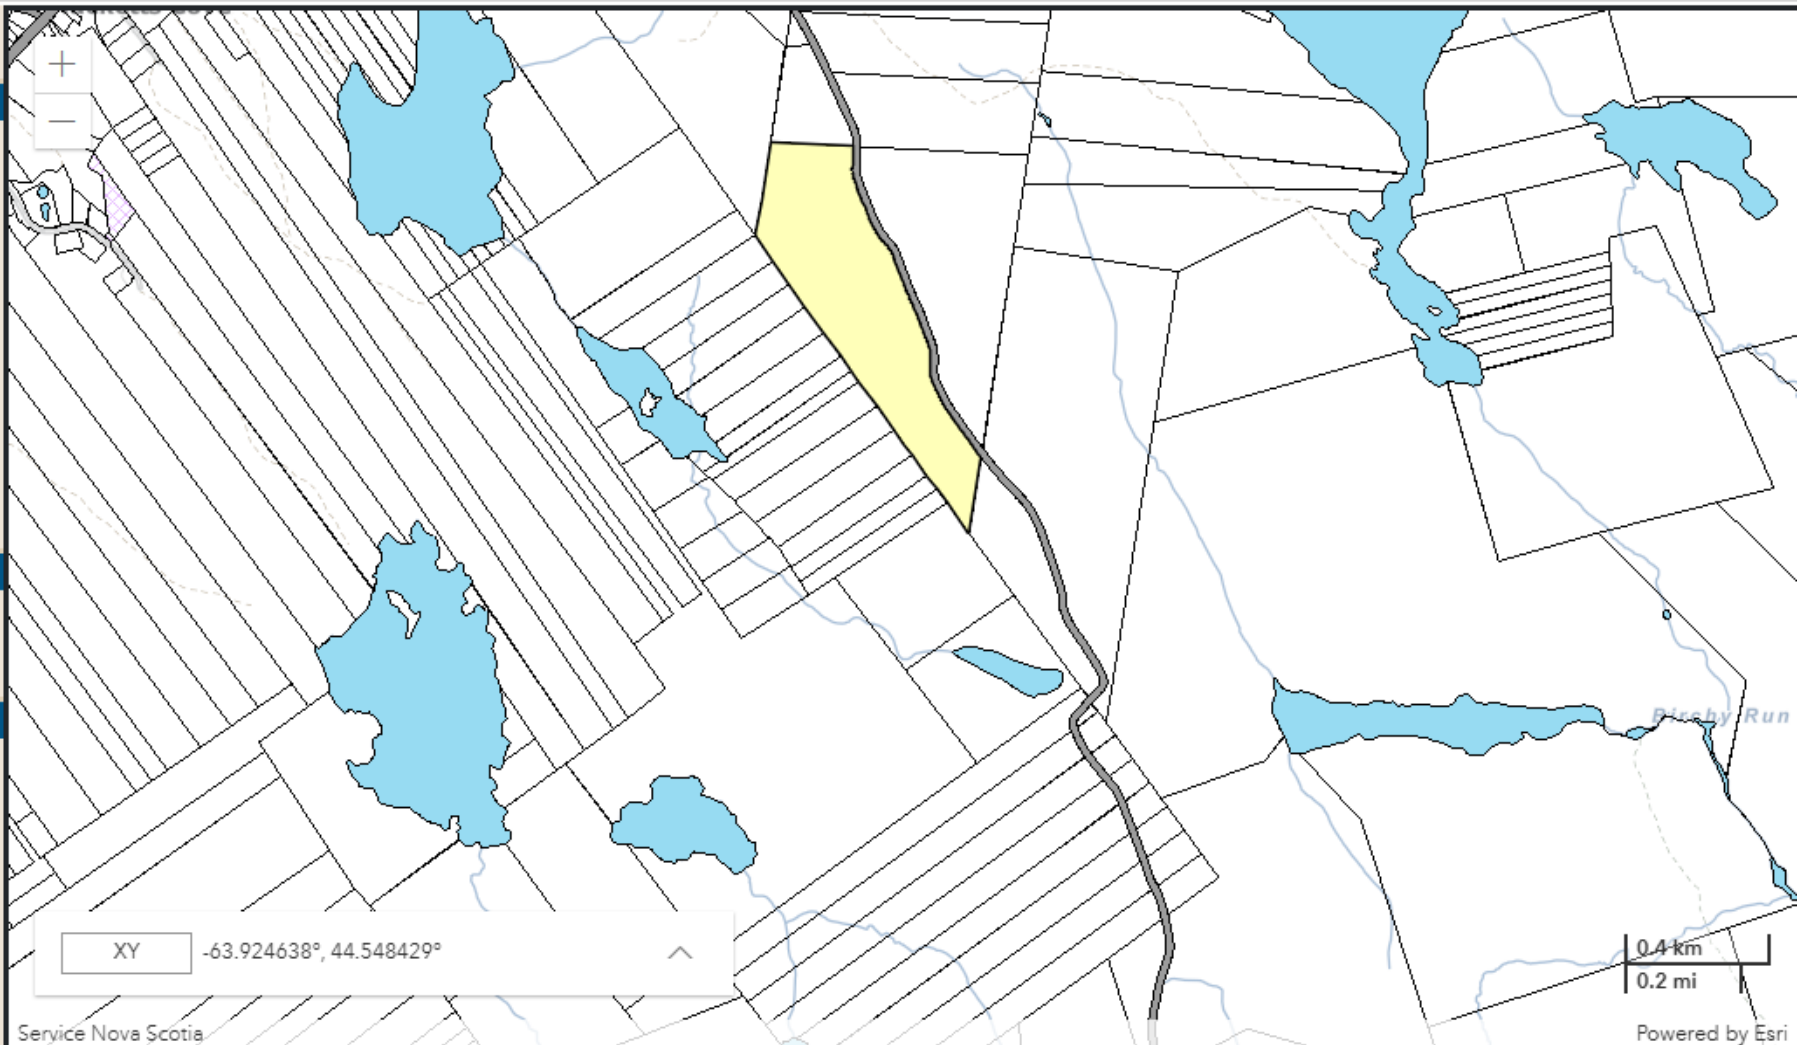 +
Birchy Run
−
XY -63.924638°, 44.548429°
0.4 km
0.2 mi
Service Nova Scotia
Powered by Esri